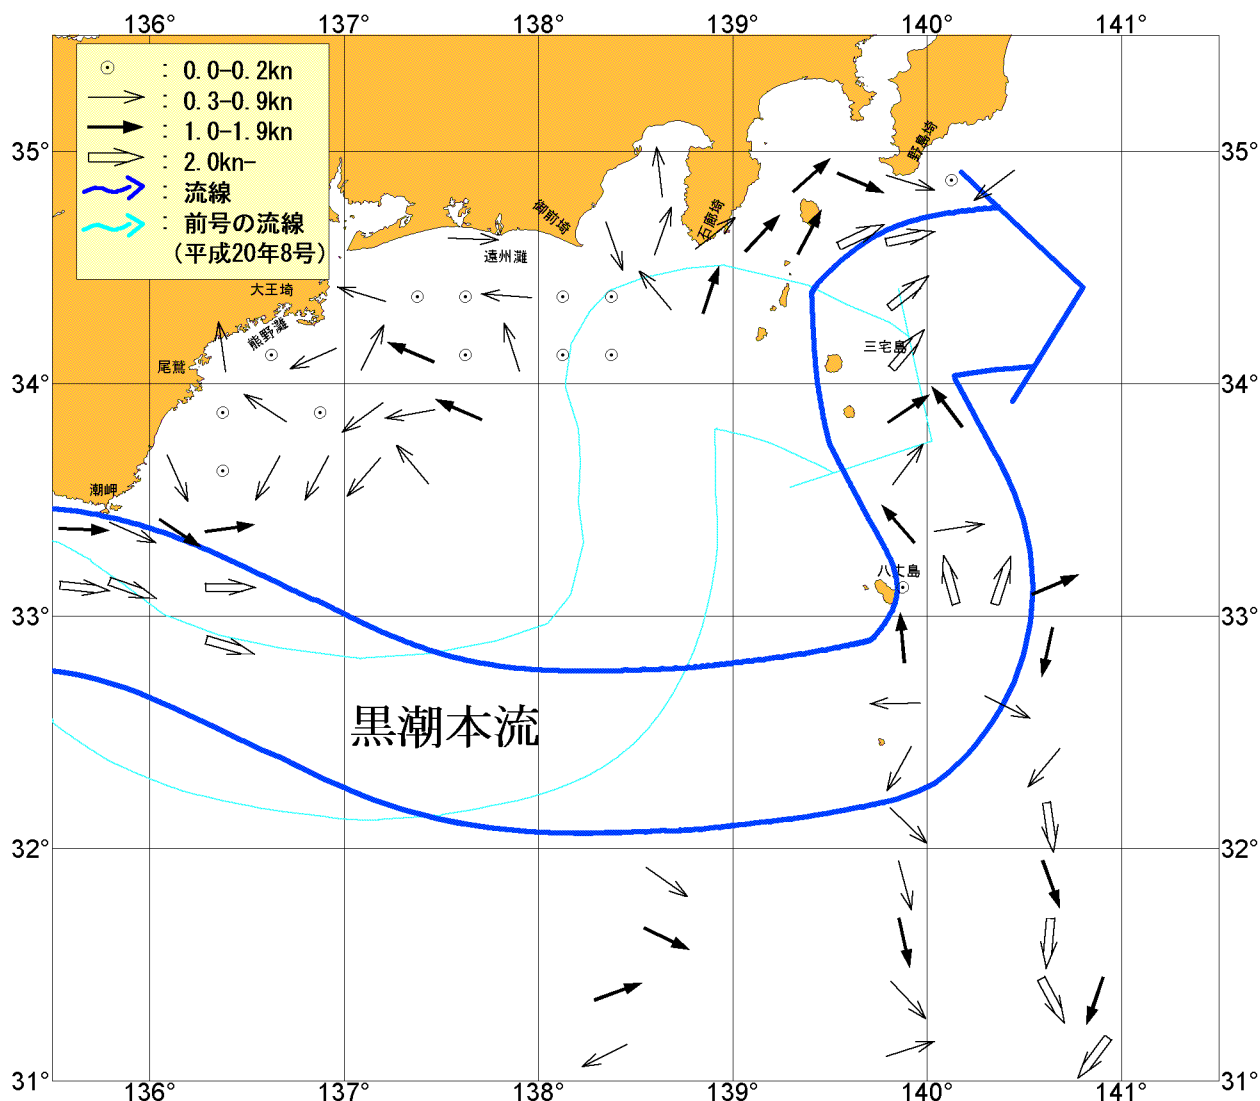 136° 137° 138° 139° 140° 141°
: 0.0-0.2kn
: 0.3-0.9kn
: 1.0-1.9kn
: 2.0kn-
: 流線
: 前号の流線
(平成20年8号)
35° 35°
野島埼
石廊埼
御前埼
遠州灘
大王埼
熊野灘
三宅島
尾鷲
34° 34°
潮岬
八丈島
33° 33°
黒潮本流
32° 32°
31° 31°
136° 137° 138° 139° 140° 141°